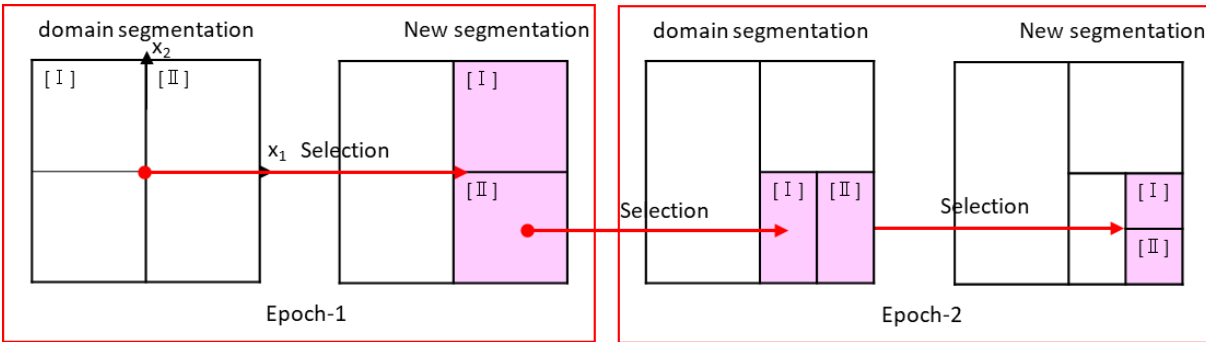 domain segmentation
x₂
[Ⅰ]
[Ⅱ]
x₁
Selection
New segmentation
[Ⅰ]
[Ⅱ]
Epoch-1
Selection
domain segmentation
[Ⅰ]
[Ⅱ]
Selection
New segmentation
[Ⅰ]
[Ⅱ]
Epoch-2